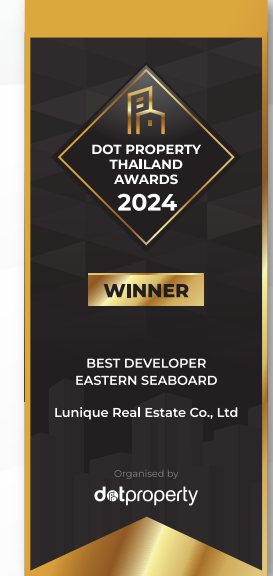 DOT PROPERTY
THAILAND
AWARDS
2024
WINNER
BEST DEVELOPER
EASTERN SEABOARD
Lunique Real Estate Co., Ltd
Organised by
dotproperty